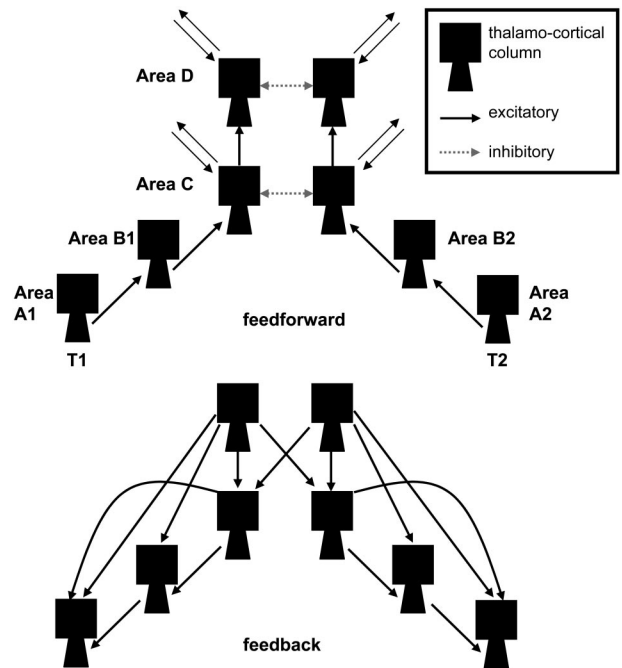 thalamo-cortical
column
excitatory
inhibitory
Area D
Area C
Area B1
Area B2
Area
A1
Area
A2
feedforward
T1
T2
feedback